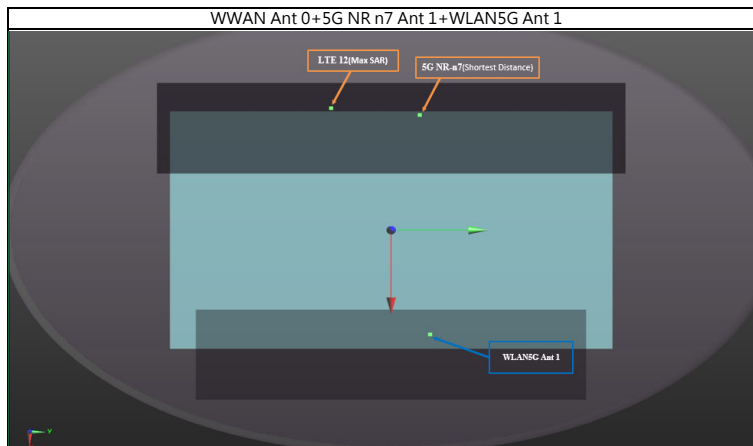 WWAN Ant 0+5G NR n7 Ant 1+WLAN5G Ant 1
LTE 12(Max SAR)
5G NR-n7(Shortest Distance)
WLAN5G Ant 1
Y